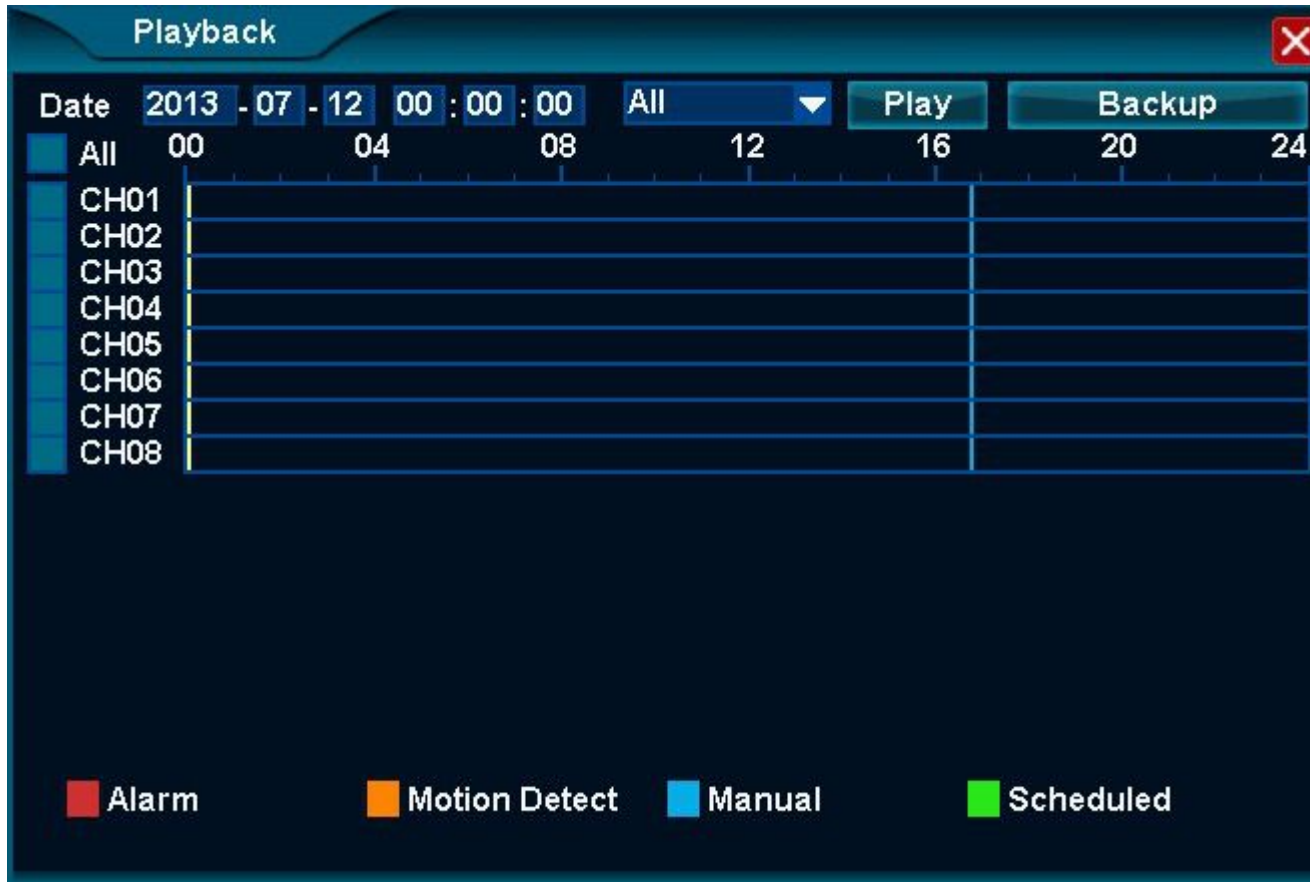 Playback
Date 2013 - 07 - 12 00 : 00 : 00 All Play Backup
All 00 04 08 12 16 20 24
CH01
CH02
CH03
CH04
CH05
CH06
CH07
CH08
Alarm Motion Detect Manual Scheduled